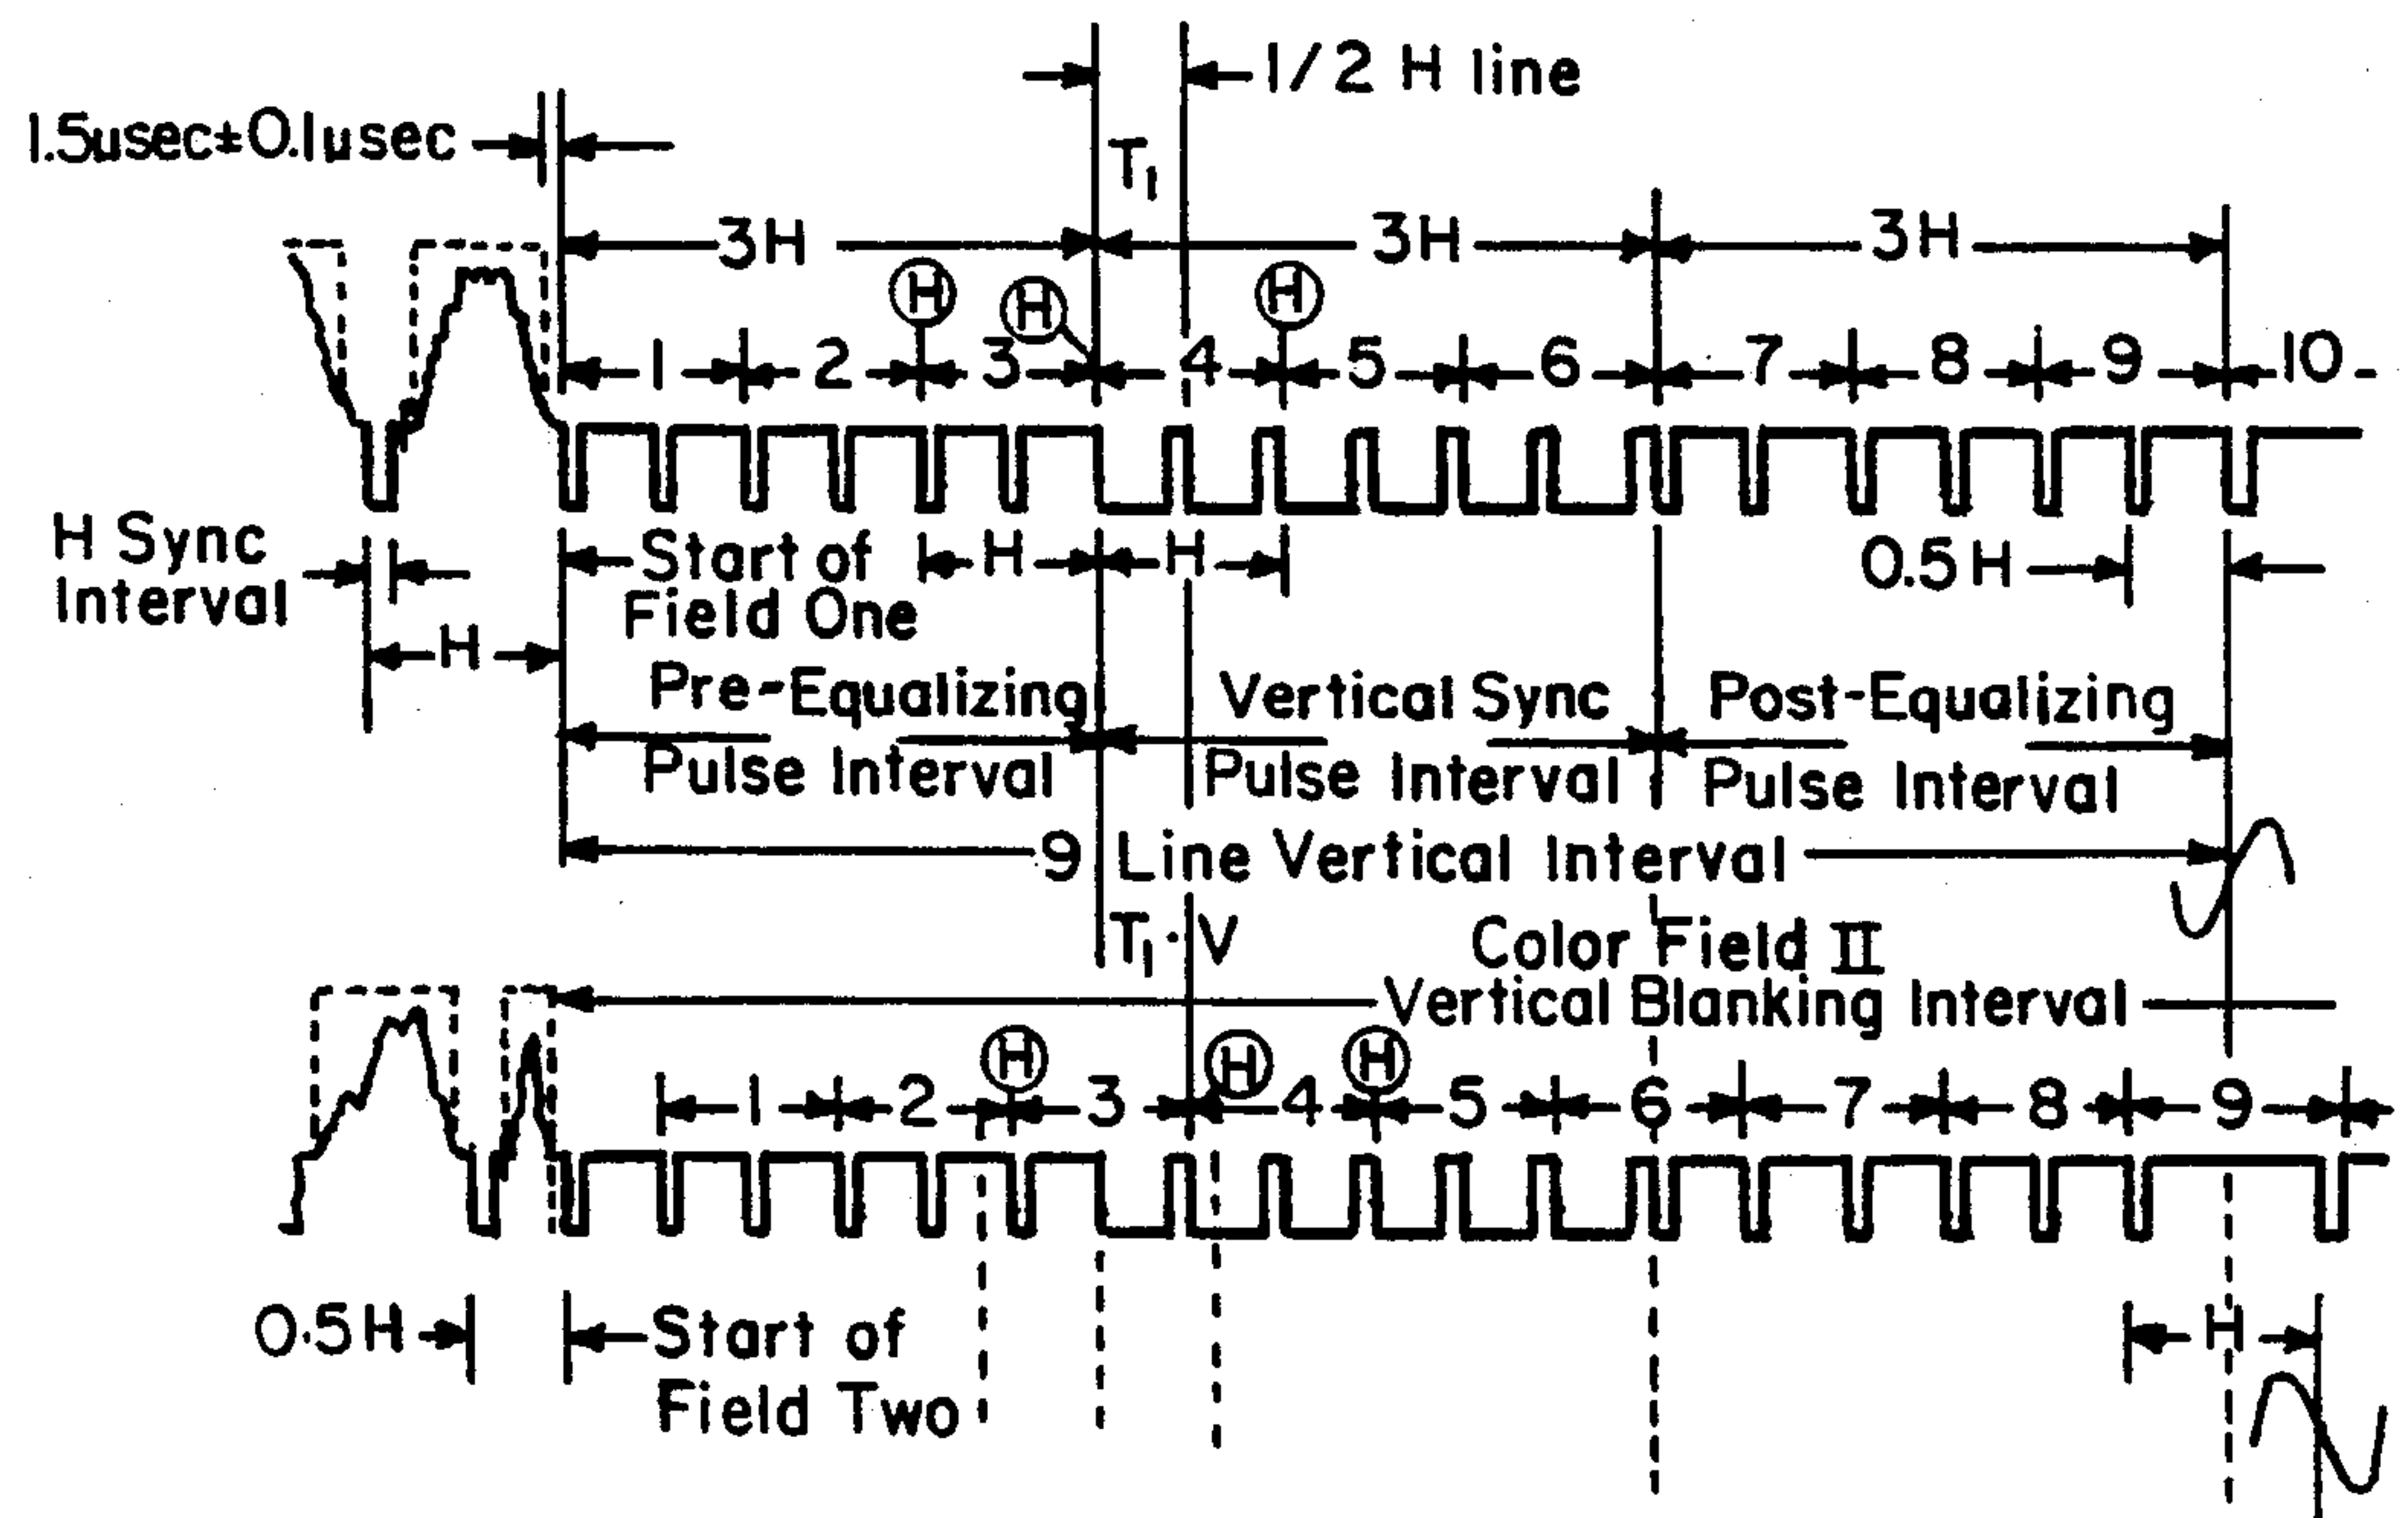 1/2 H line
1.5usec±0.1usec
T1
3H 3H 3H
H H H
1 2 3 4 5 6 7 8 9 10
H Sync
Interval
Start of
Field One
H H
0.5H
H
Pre-Equalizing
Pulse Interval
Vertical Sync
Pulse Interval
Post-Equalizing
Pulse Interval
9 Line Vertical Interval
T1·V
Color Field II
Vertical Blanking Interval
H H H
1 2 3 4 5 6 7 8 9
0.5H
Start of
Field Two
H